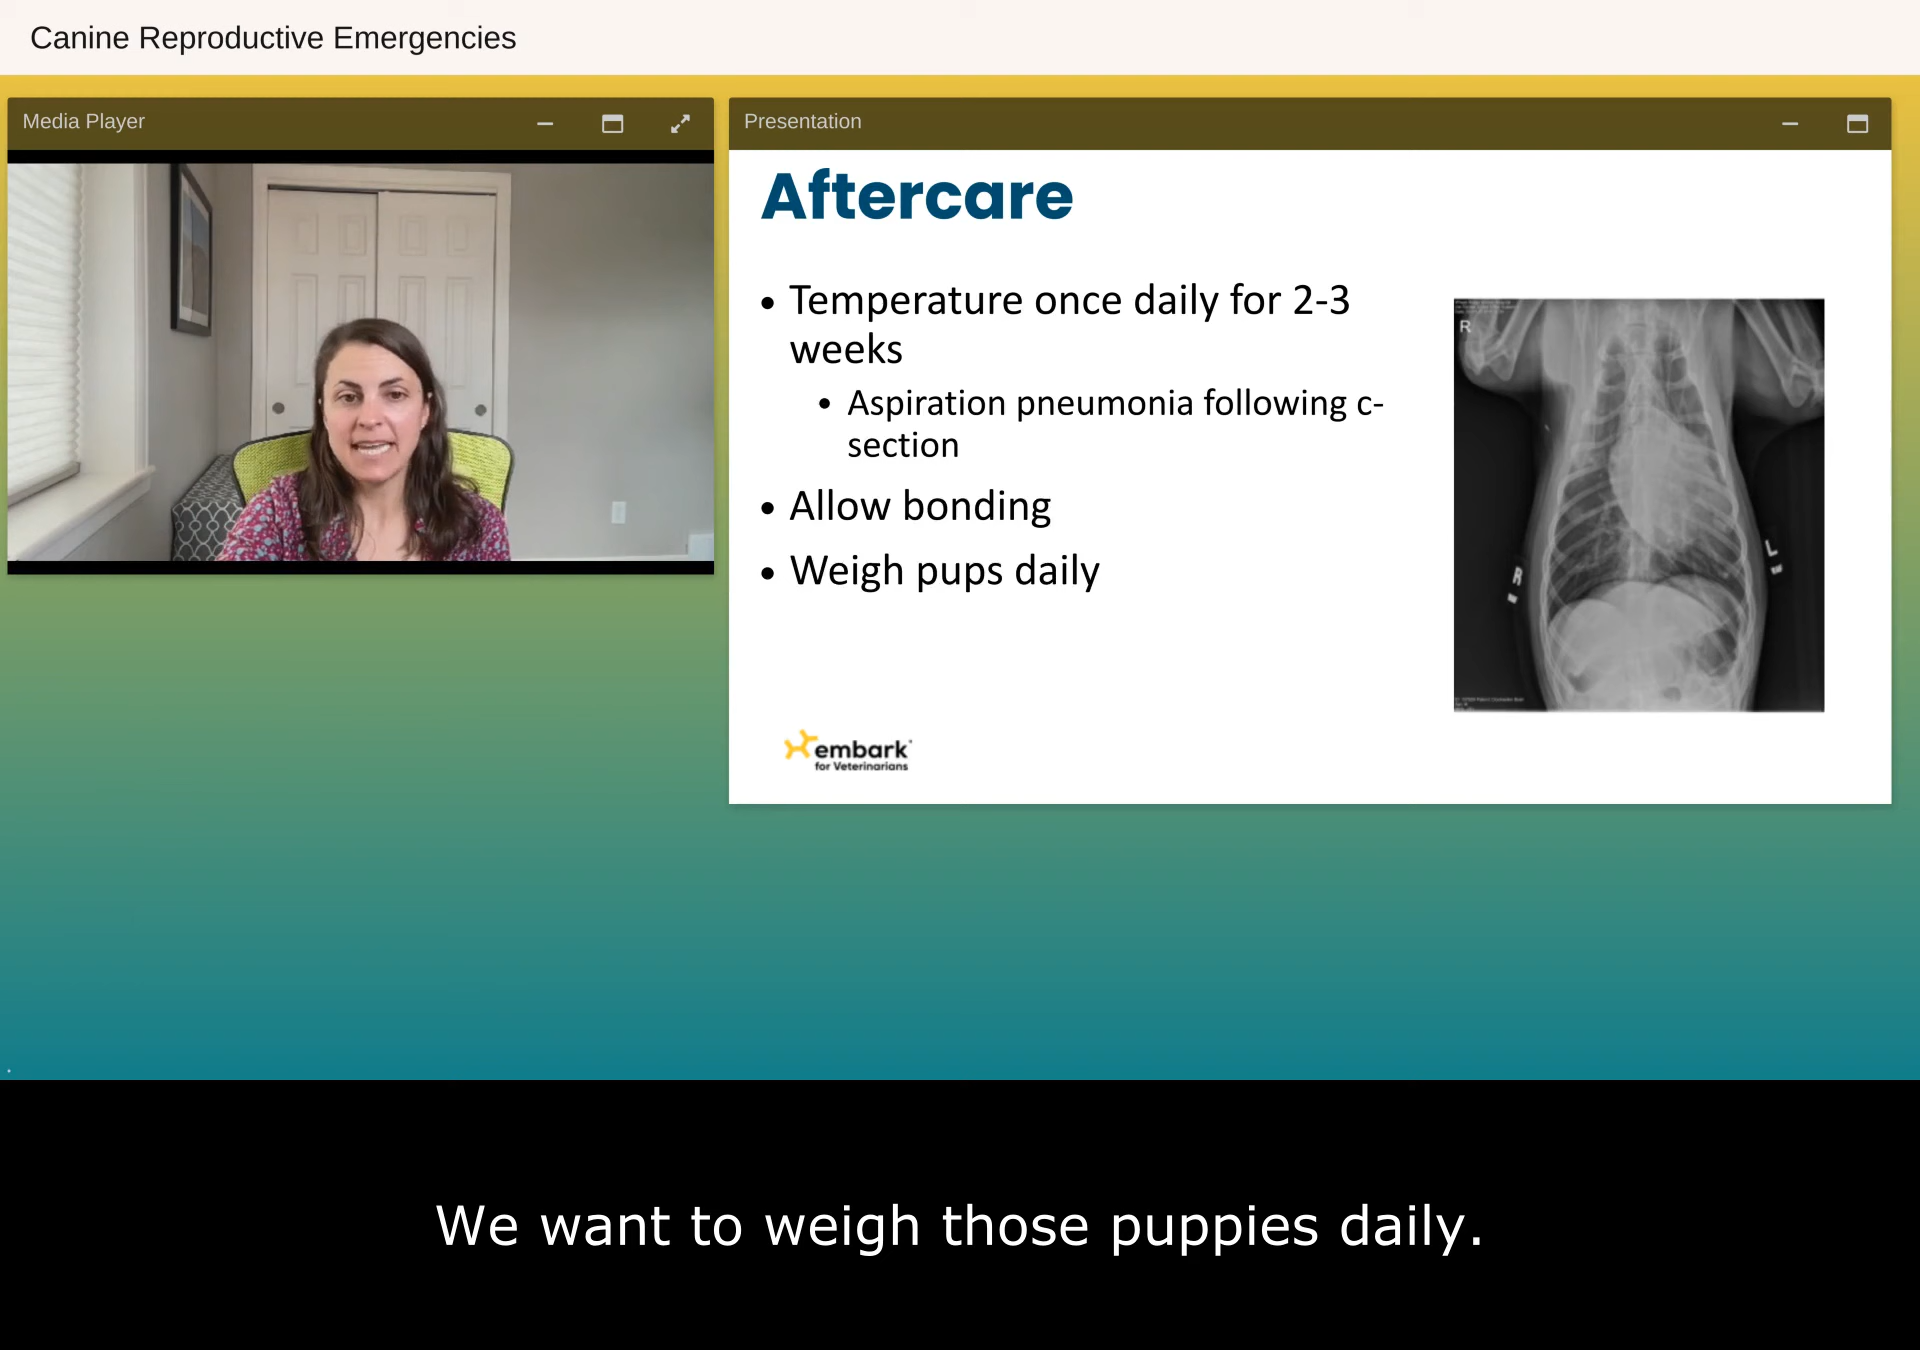 Canine Reproductive Emergencies
Media Player
Presentation
Aftercare
• Temperature once daily for 2-3
weeks
• Aspiration pneumonia following c-
section
• Allow bonding
• Weigh pups daily
R
R
L
embark
for Veterinarians
We want to weigh those puppies daily.